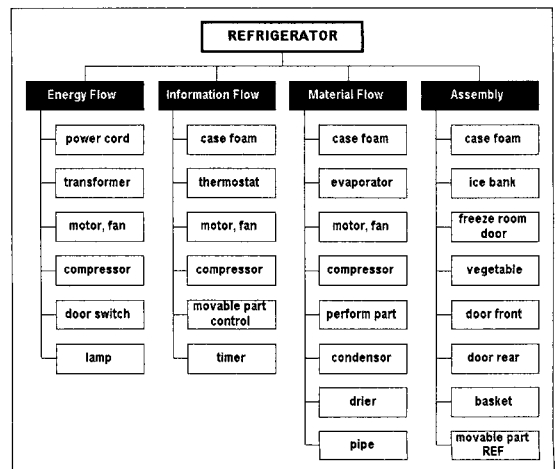 REFRIGERATOR
Energy Flow
power cord
transformer
motor, fan
compressor
door switch
lamp
Information Flow
case foam
thermostat
motor, fan
compressor
movable part
control
timer
Material Flow
case foam
evaporator
motor, fan
compressor
perform part
condensor
drier
pipe
Assembly
case foam
ice bank
freeze room
door
vegetable
door front
door rear
basket
movable part
REF